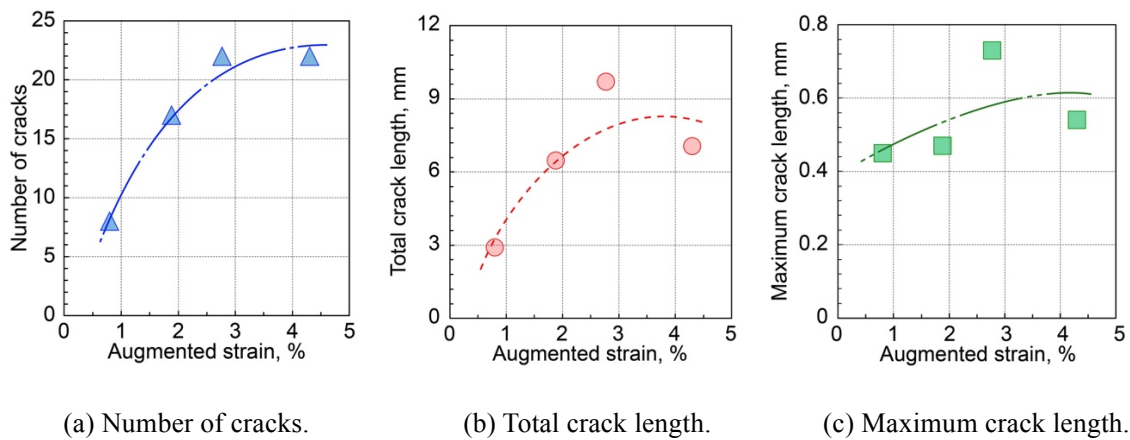 25
20
15
10
5
0
Number of cracks
0 1 2 3 4 5
Augmented strain, %
(a) Number of cracks.
12
9
6
3
0
Total crack length, mm
0 1 2 3 4 5
Augmented strain, %
(b) Total crack length.
0.8
0.6
0.4
0.2
0.0
Maximum crack length, mm
0 1 2 3 4 5
Augmented strain, %
(c) Maximum crack length.